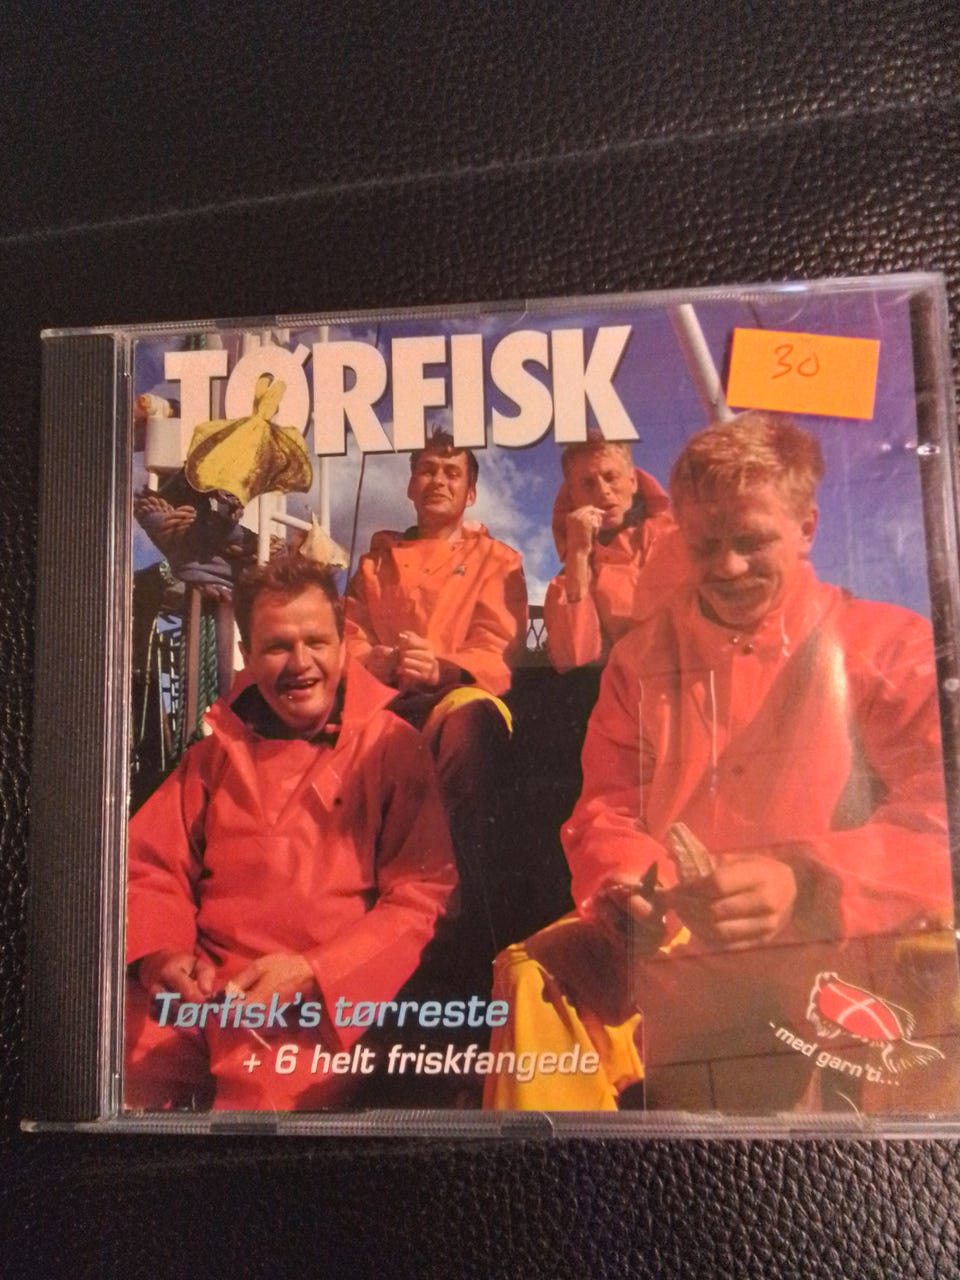 TØRFISK
30
Tørfisk's tørreste
+ 6 helt friskfangede
-med garn'ti...